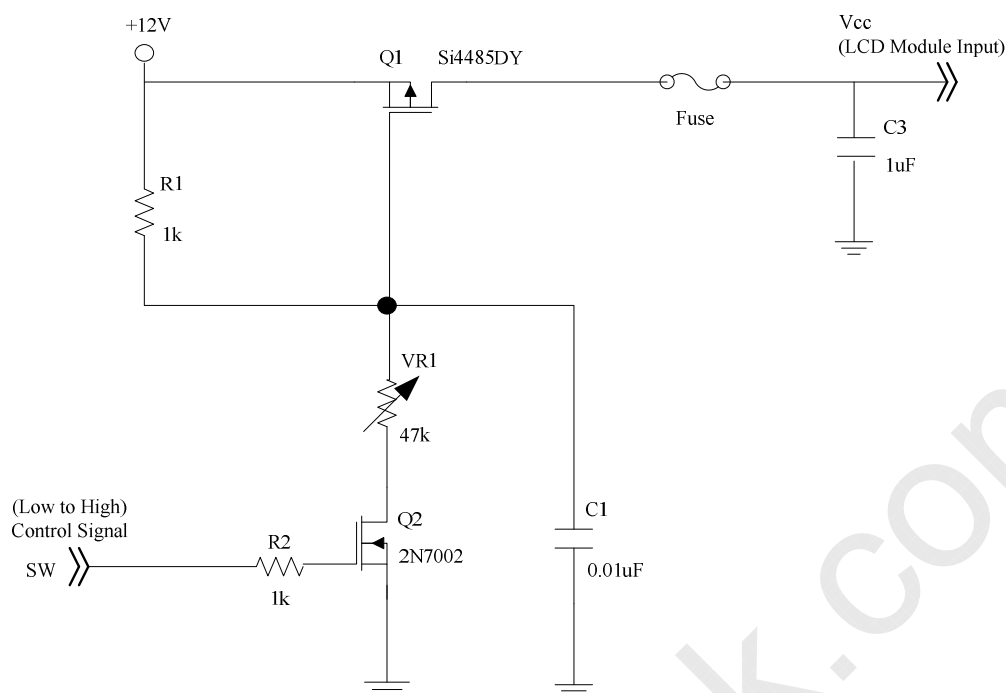 +12V
Vcc
(LCD Module Input)
Q1
Si4485DY
Fuse
C3
1uF
R1
1k
VR1
47k
(Low to High)
Control Signal
SW
R2
1k
Q2
2N7002
C1
0.01uF